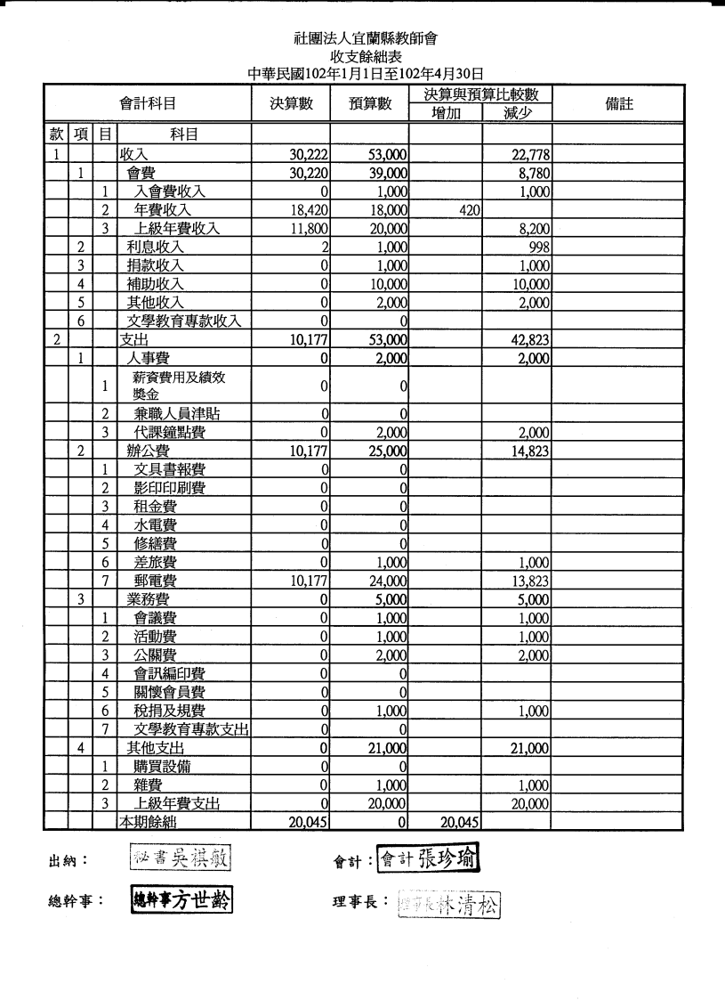 社團法人宜蘭縣教師會
收支餘絀表
中華民國102年1月1日至102年4月30日
會計科目 決算數 預算數 決算與預算比較數 備註
增加 減少
款 項 目 科目
1 收入 30,222 53,000 22,778
1 會費 30,220 39,000 8,780
1 入會費收入 0 1,000 1,000
2 年費收入 18,420 18,000 420
3 上級年費收入 11,800 20,000 8,200
2 利息收入 2 1,000 998
3 捐款收入 0 1,000 1,000
4 補助收入 0 10,000 10,000
5 其他收入 0 2,000 2,000
6 文學教育專款收入 0 0
2 支出 10,177 53,000 42,823
1 人事費 0 2,000 2,000
1 薪資費用及績效
獎金 0 0
2 兼職人員津貼 0 0
3 代課鐘點費 0 2,000 2,000
2 辦公費 10,177 25,000 14,823
1 文具書報費 0 0
2 影印印刷費 0 0
3 租金費 0 0
4 水電費 0 0
5 修繕費 0 0
6 差旅費 0 1,000 1,000
7 郵電費 10,177 24,000 13,823
3 業務費 0 5,000 5,000
1 會議費 0 1,000 1,000
2 活動費 0 1,000 1,000
3 公關費 0 2,000 2,000
4 會訊編印費 0 0
5 關懷會員費 0 0
6 稅捐及規費 0 1,000 1,000
7 文學教育專款支出 0 0
4 其他支出 0 21,000 21,000
1 購買設備 0 0
2 雜費 0 1,000 1,000
3 上級年費支出 0 20,000 20,000
本期餘絀 20,045 0 20,045
出納： 秘書吳祺敏 會計： 會計張珍瑜
總幹事： 總幹事方世齡 理事長： 理事長林清松